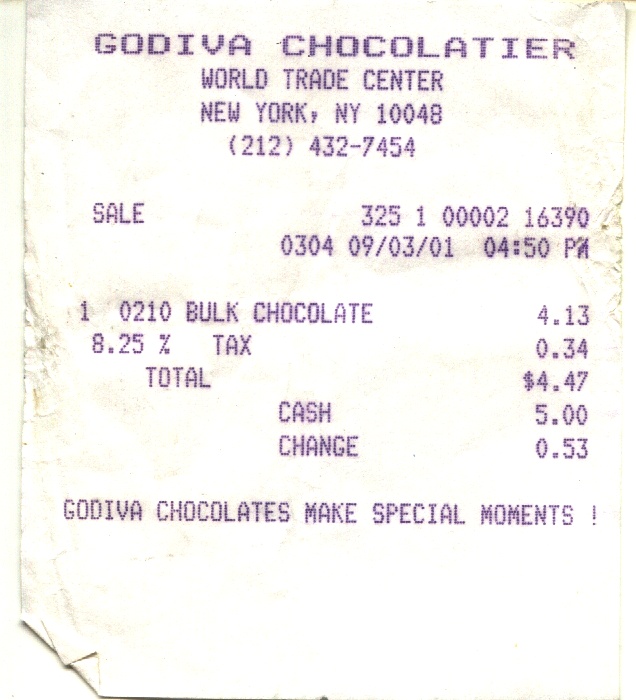 GODIVA CHOCOLATIER
WORLD TRADE CENTER
NEW YORK, NY 10048
(212) 432-7454
SALE 325 1 00002 16390
0304 09/03/01 04:50 PM
1 0210 BULK CHOCOLATE 4.13
8.25 % TAX 0.34
TOTAL $4.47
CASH 5.00
CHANGE 0.53
GODIVA CHOCOLATES MAKE SPECIAL MOMENTS !